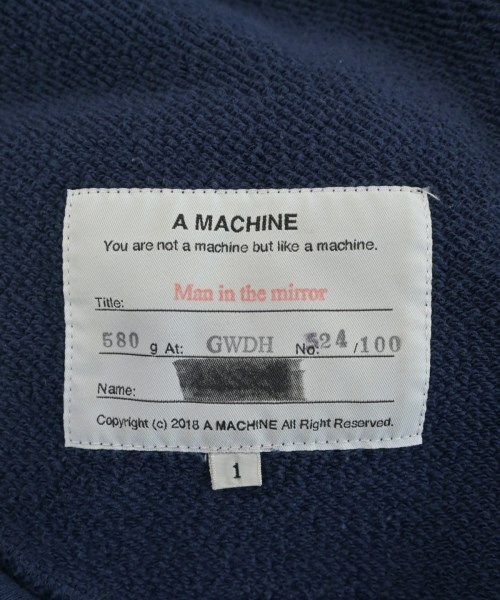 A MACHINE
You are not a machine but like a machine.
Title: Man in the mirror
580 g At: GWDH No: 24 /100
Name:
Copyright (c) 2018 A MACHINE All Right Reserved.
1